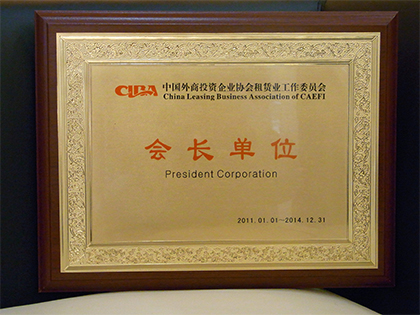 CLBA 中国外商投资企业协会租赁业工作委员会
China Leasing Business Association of CAEFI
会长单位
President Corporation
2011.01.01~2014.12.31